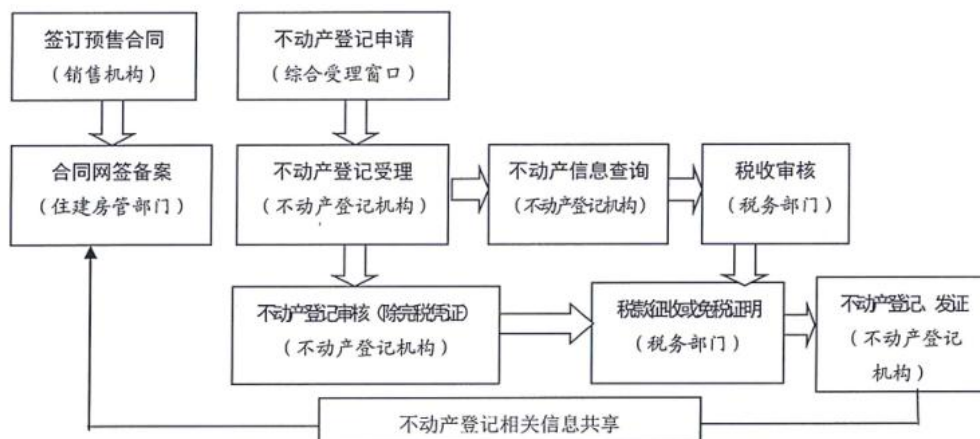 签订预售合同
（销售机构）
不动产登记申请
（综合受理窗口）
合同网签备案
（住建房管部门）
不动产登记受理
（不动产登记机构）
不动产信息查询
（不动产登记机构）
税收审核
（税务部门）
不动产登记审核（除完税凭证）
（不动产登记机构）
税款征收或免税证明
（税务部门）
不动产登记、发证
（不动产登记
机构）
不动产登记相关信息共享